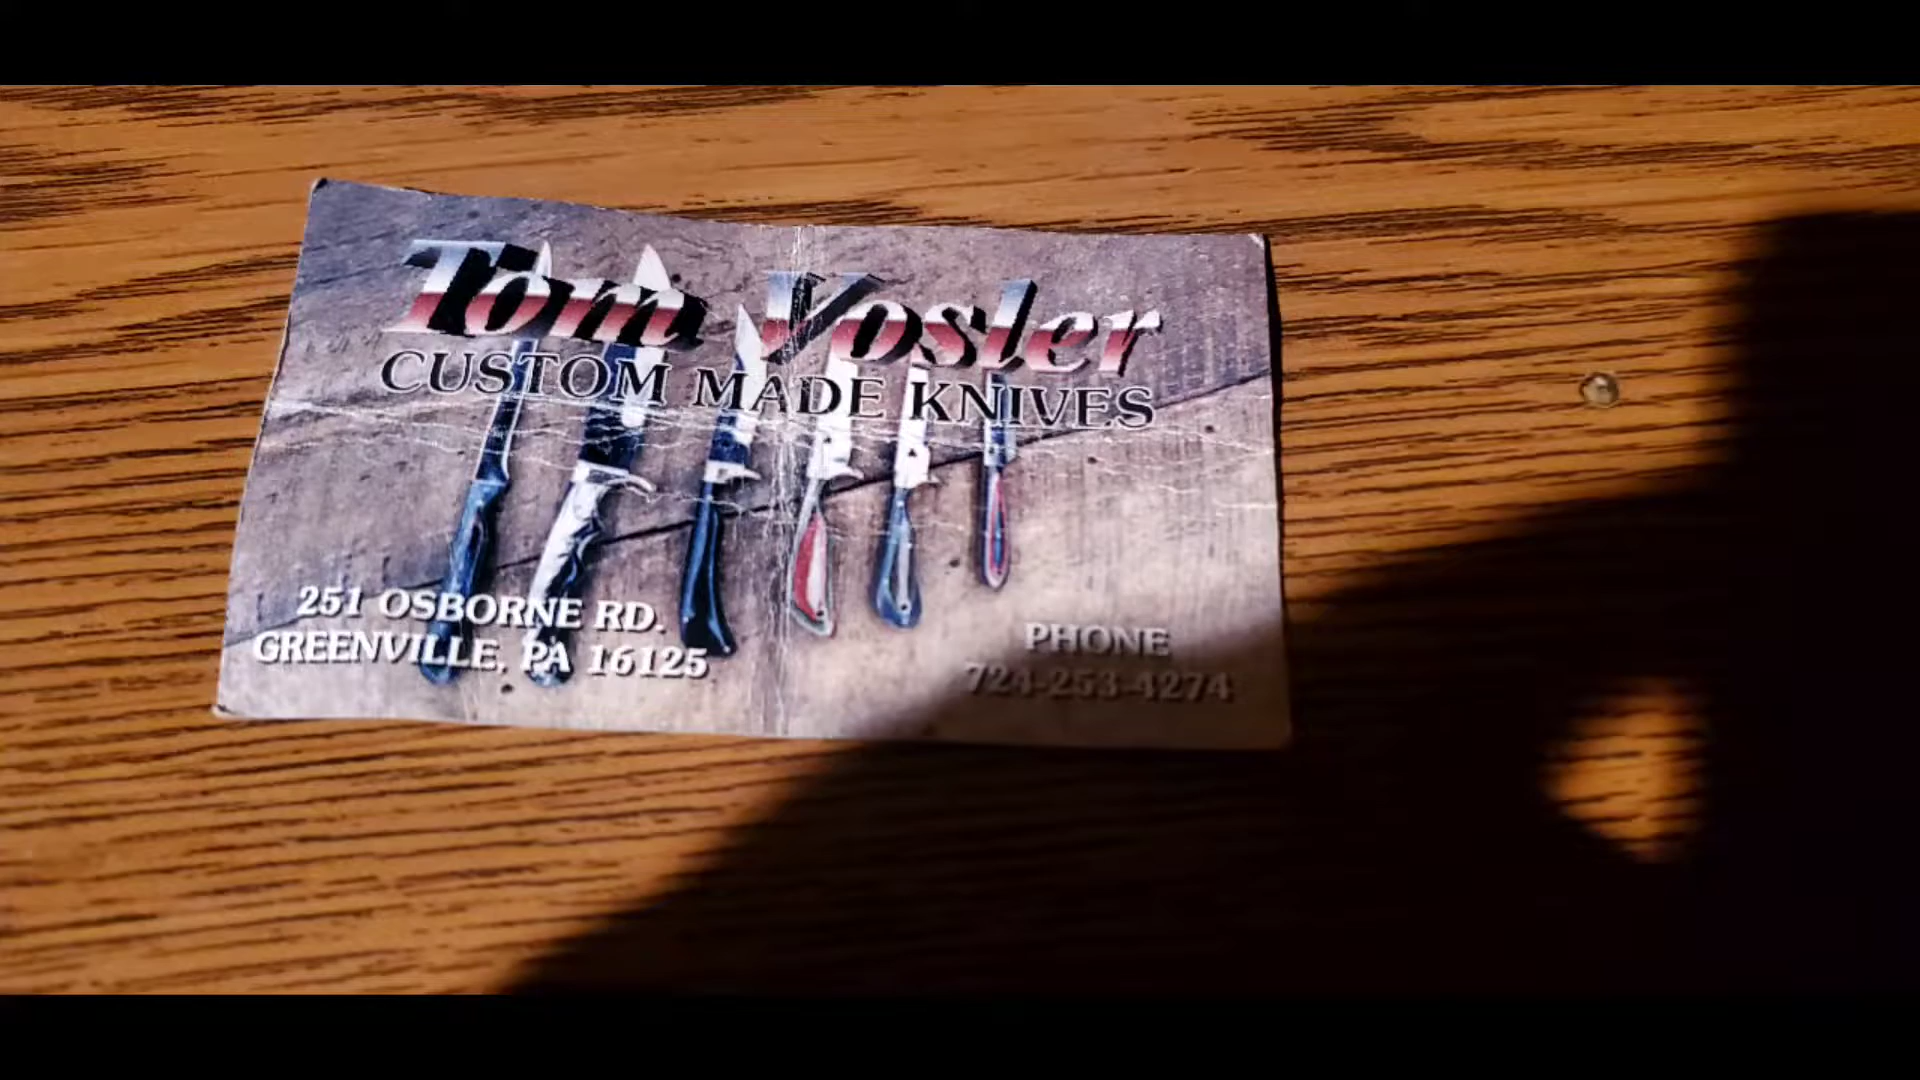 Tom Vosler
CUSTOM MADE KNIVES
251 OSBORNE RD.
GREENVILLE, PA 16125
PHONE
724-253-4274